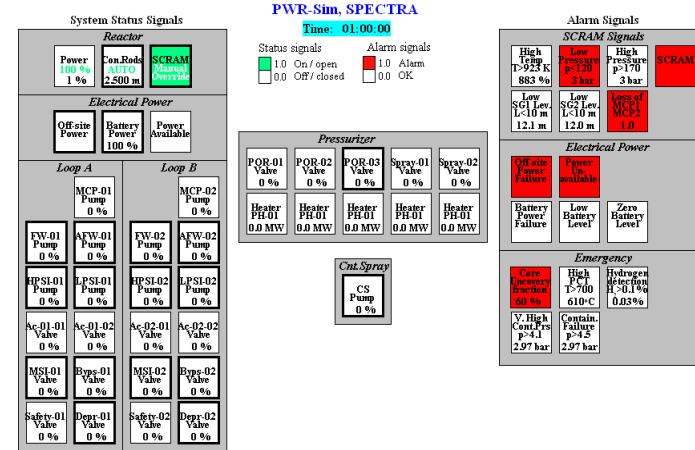 PWR-Sim, SPECTRA
Time: 01:00:00
Status signals
1.0 On / open
0.0 Off / closed
Alarm signals
1.0 Alarm
0.0 OK
System Status Signals
Reactor
Power
100 %
1 %
Con.Rods
AUTO
2.500 m
SCRAM
Manual
Override
Electrical Power
Off-site
Power
Battery
Power
100 %
Power
Available
Loop A
Loop B
MCP-01
Pump
0 %
MCP-02
Pump
0 %
FW-01
Pump
0 %
AFW-01
Pump
0 %
FW-02
Pump
0 %
AFW-02
Pump
0 %
HPSI-01
Pump
0 %
LPSI-01
Pump
0 %
HPSI-02
Pump
0 %
LPSI-02
Pump
0 %
Ac-01-01
Valve
0 %
Ac-01-02
Valve
0 %
Ac-02-01
Valve
0 %
Ac-02-02
Valve
0 %
MSI-01
Valve
0 %
Byps-01
Valve
0 %
MSI-02
Valve
0 %
Byps-02
Valve
0 %
Safety-01
Valve
0 %
Depr-01
Valve
0 %
Safety-02
Valve
0 %
Depr-02
Valve
0 %
Pressurizer
PQR-01
Valve
0 %
PQR-02
Valve
0 %
PQR-03
Valve
0 %
Spray-01
Valve
0 %
Spray-02
Valve
0 %
Heater
PH-01
0.0 MW
Heater
PH-01
0.0 MW
Heater
PH-01
0.0 MW
Heater
PH-01
0.0 MW
Heater
PH-01
0.0 MW
Cnt.Spray
CS
Pump
0 %
Alarm Signals
SCRAM Signals
High
Temp
T>923 K
883 %
Low
Pressure
p<120
3 bar
High
Pressure
p>170
3 bar
SCRAM
Low
SG1 Lev.
L<10 m
12.1 m
Low
SG2 Lev.
L<10 m
12.0 m
Loss of
MCP1
MCP2
1.0
Electrical Power
Off-site
Power
Failure
Power
Un-
available
Battery
Power
Failure
Low
Battery
Level
Zero
Battery
Level
Emergency
Core
Uncovery
fraction
60 %
High
PCT
T>700
610◦C
Hydrogen
detection
H >0.1%
0.03%
V. High
Cont.Prs
p>4.1
2.97 bar
Contain.
Failure
p>4.5
2.97 bar